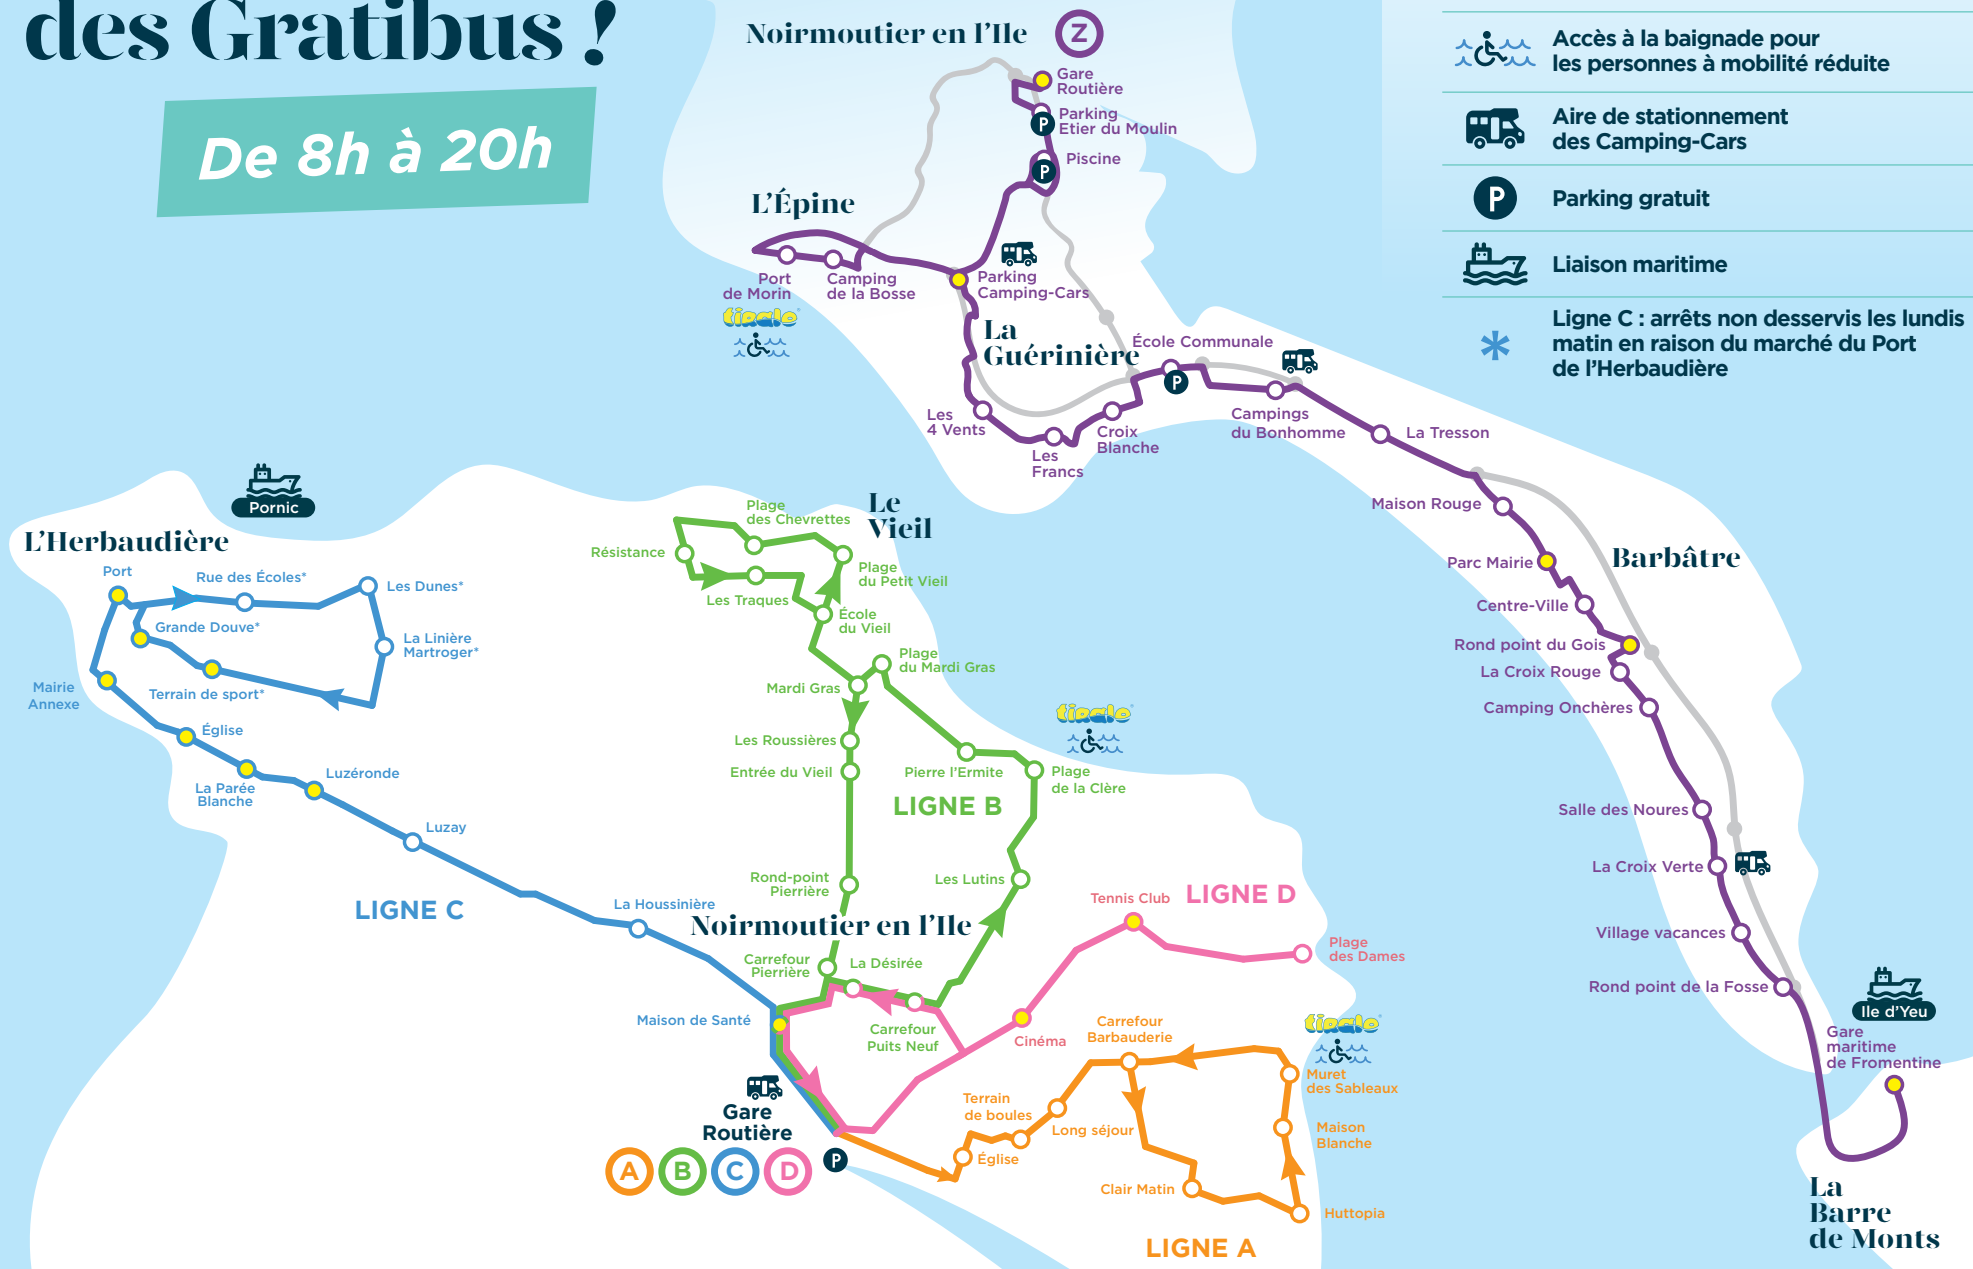 des Gratibus !
De 8h à 20h
Noirmoutier en l'Ile
Z
Gare
Routière
Parking
Etier du Moulin
P
Piscine
P
L'Épine
Port
de Morin
Camping
de la Bosse
Parking
Camping-Cars
tiralo
La
Guérinière
École Communale
P
Les
4 Vents
Les
Francs
Croix
Blanche
Campings
du Bonhomme
La Tresson
Maison Rouge
Barbâtre
Parc Mairie
Centre-Ville
Rond point du Gois
La Croix Rouge
Camping Onchères
Salle des Noures
La Croix Verte
Village vacances
Rond point de la Fosse
Ile d'Yeu
Gare
maritime
de Fromentine
La
Barre
de Monts
Accès à la baignade pour
les personnes à mobilité réduite
Aire de stationnement
des Camping-Cars
P
Parking gratuit
Liaison maritime
*
Ligne C : arrêts non desservis les lundis
matin en raison du marché du Port
de l'Herbaudière
Pornic
L'Herbaudière
Port
Rue des Écoles*
Les Dunes*
Grande Douve*
La Linière
Martroger*
Terrain de sport*
Mairie
Annexe
Église
La Parée
Blanche
Luzéronde
Luzay
LIGNE C
La Houssinière
Maison de Santé
Le
Vieil
Plage
des Chevrettes
Résistance
Plage
du Petit Vieil
Les Traques
École
du Vieil
Plage
du Mardi Gras
Mardi Gras
Les Roussières
Entrée du Vieil
Pierre l'Ermite
tiralo
Plage
de la Clère
LIGNE B
Rond-point
Pierrière
Les Lutins
Noirmoutier en l'Ile
Carrefour
Pierrière
La Désirée
Carrefour
Puits Neuf
Tennis Club
LIGNE D
Plage
des Dames
Cinéma
Carrefour
Barbauderie
tiralo
Muret
des Sableaux
Terrain
de boules
Long séjour
Maison
Blanche
Église
Clair Matin
Huttopia
LIGNE A
Gare
Routière
A B C D
P